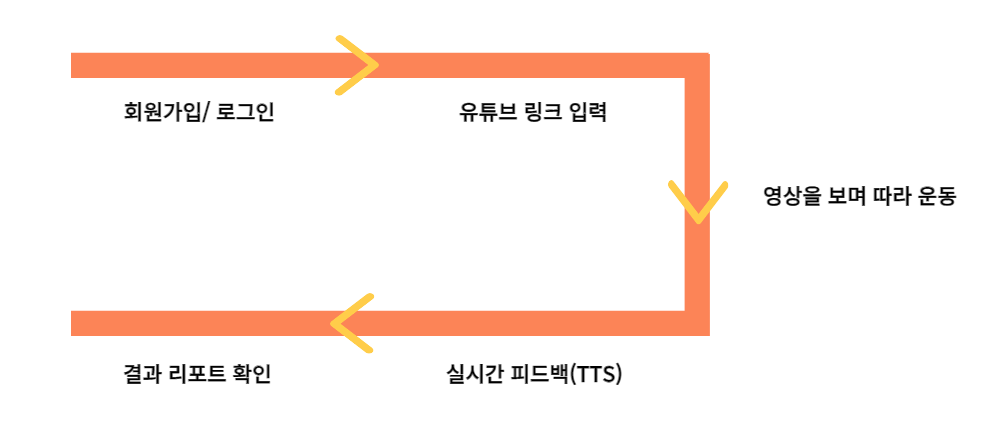 회원가입/ 로그인
유튜브 링크 입력
영상을 보며 따라 운동
실시간 피드백(TTS)
결과 리포트 확인